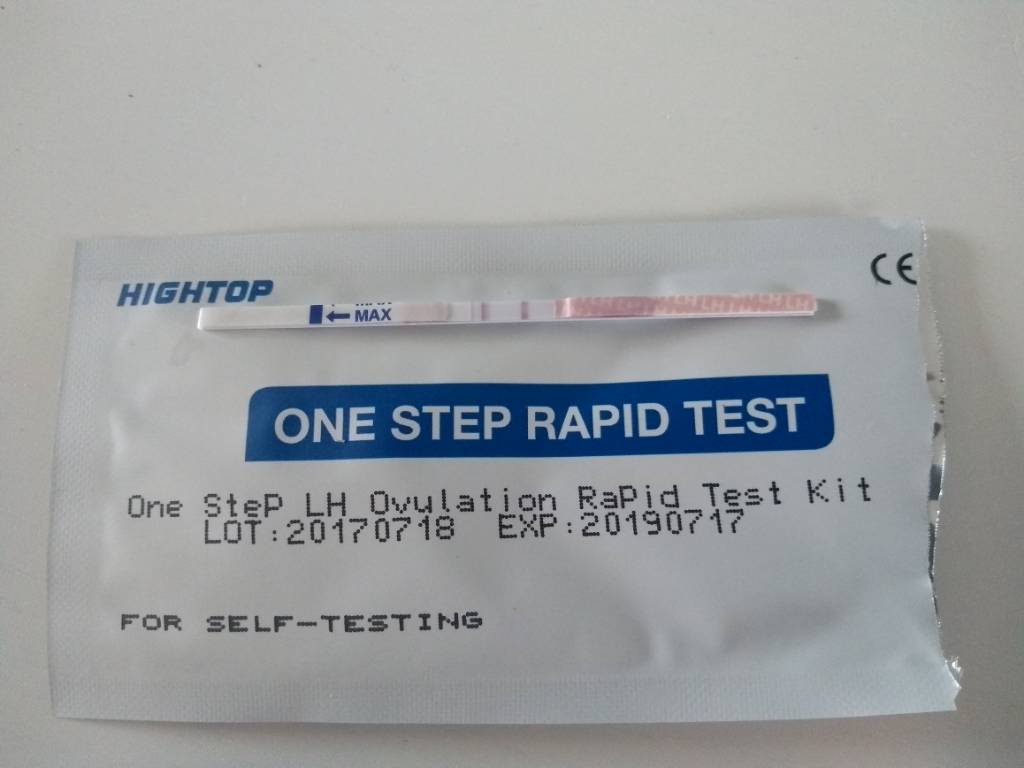 HIGHTOP
CE
MAX
ONE STEP RAPID TEST
One SteP LH Ovulation RaPid Test Kit
LOT:20170718 EXP:20190717
FOR SELF-TESTING